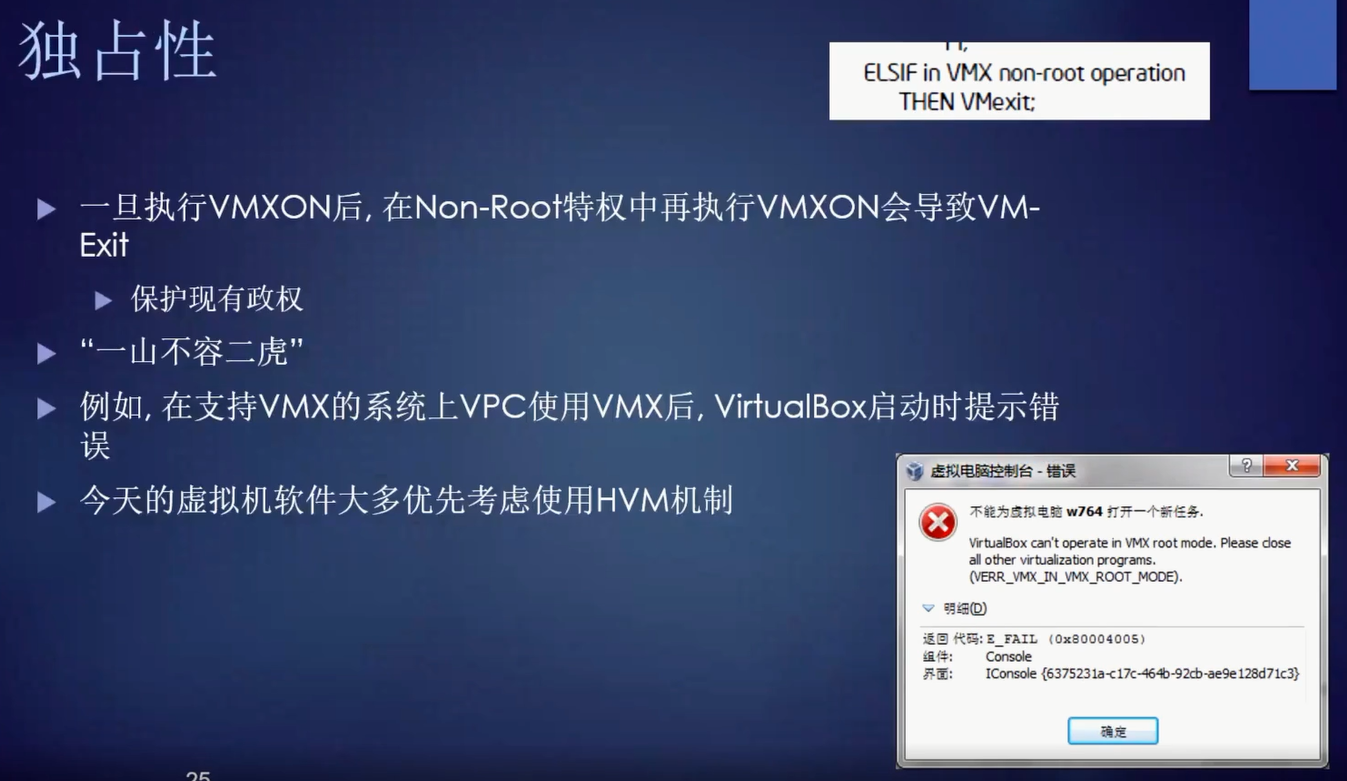 独占性
ELSIF in VMX non-root operation
THEN VMexit;
一旦执行VMXON后, 在Non-Root特权中再执行VMXON会导致VM-
Exit
保护现有政权
“一山不容二虎”
例如, 在支持VMX的系统上VPC使用VMX后, VirtualBox启动时提示错
误
今天的虚拟机软件大多优先考虑使用HVM机制
虚拟电脑控制台 - 错误
不能为虚拟电脑 w764 打开一个新任务.
VirtualBox can't operate in VMX root mode. Please close
all other virtualization programs.
(VERR_VMX_IN_VMX_ROOT_MODE).
明细(D)
返回 代码: E_FAIL (0x80004005)
组件: Console
界面: IConsole {6375231a-c17c-464b-92cb-ae9e128d71c3}
确定
25